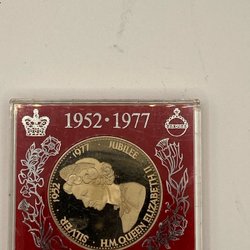 1952 · 1977
SILVER 1952 · 1977 JUBILEE
H.M. QUEEN ELIZABETH II